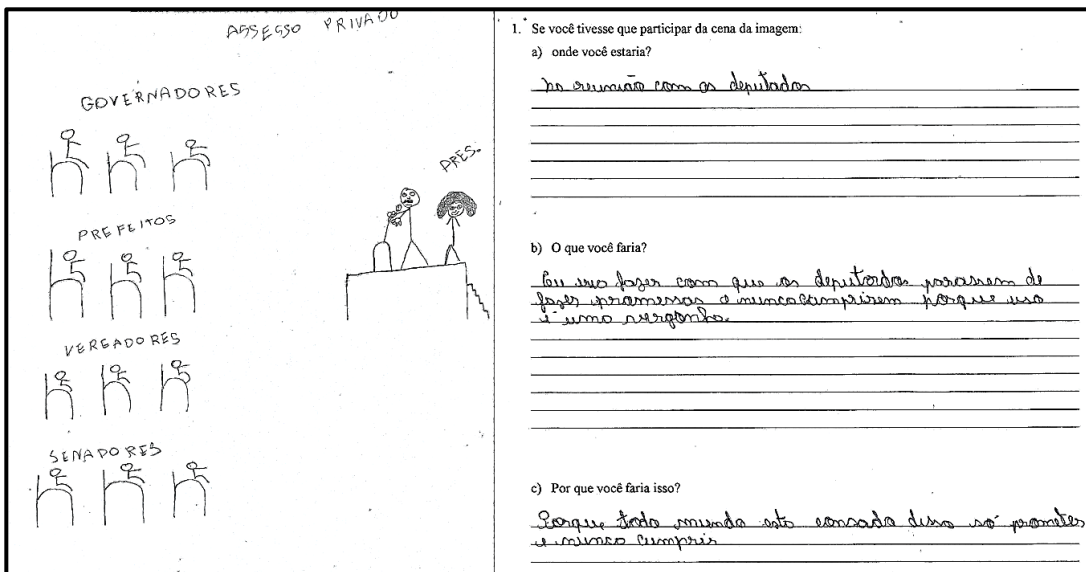 ASSESSO PRIVADO
GOVERNADORES
PRES.
PREFEITOS
VEREADORES
SENADORES
1. Se você tivesse que participar da cena da imagem:
a) onde você estaria?
na reunião com os deputados
b) O que você faria?
Eu iria fazer com que os deputados parassem de
fazer promessas e nunca cumprirem porque isso
é uma vergonha.
c) Por que você faria isso?
Porque todo mundo esta cansado disso só prometer
e nunca cumprir